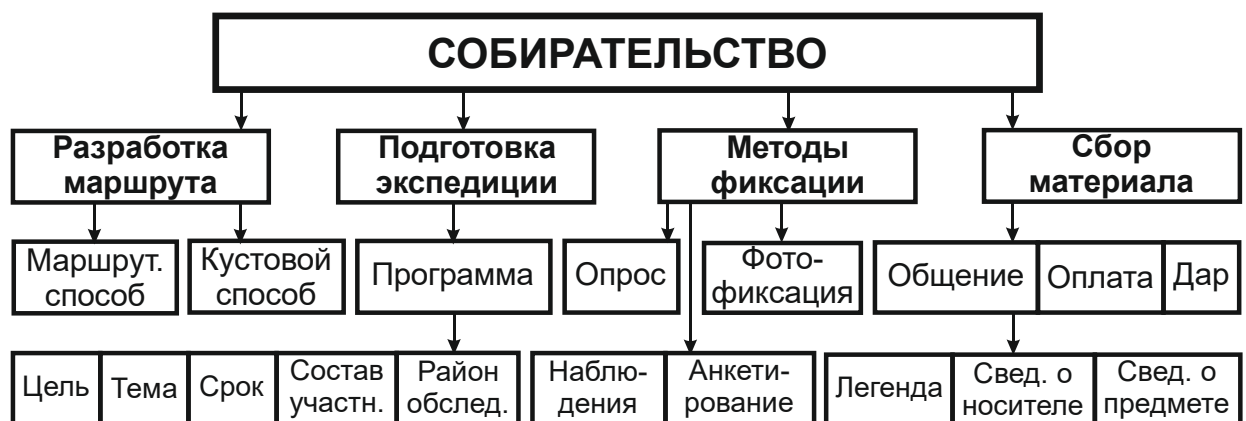 СОБИРАТЕЛЬСТВО
Разработка
маршрута
Подготовка
экспедиции
Методы
фиксации
Сбор
материала
Маршрут.
способ
Кустовой
способ
Программа
Опрос
Фото-
фиксация
Общение
Оплата
Дар
Цель
Тема
Срок
Состав
участн.
Район
обслед.
Наблю-
дения
Анкети-
рование
Легенда
Свед. о
носителе
Свед. о
предмете